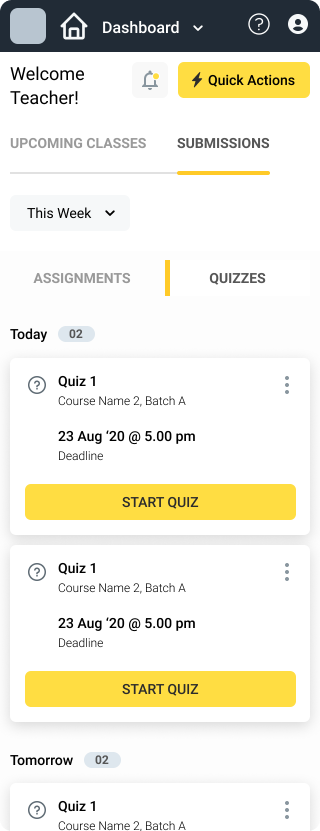 Dashboard
Welcome
Teacher!
Quick Actions
UPCOMING CLASSES
SUBMISSIONS
This Week
ASSIGNMENTS
QUIZZES
Today 02
Quiz 1
Course Name 2, Batch A
23 Aug ‘20 @ 5.00 pm
Deadline
START QUIZ
Quiz 1
Course Name 2, Batch A
23 Aug ‘20 @ 5.00 pm
Deadline
START QUIZ
Tomorrow 02
Quiz 1
Course Name 2, Batch A